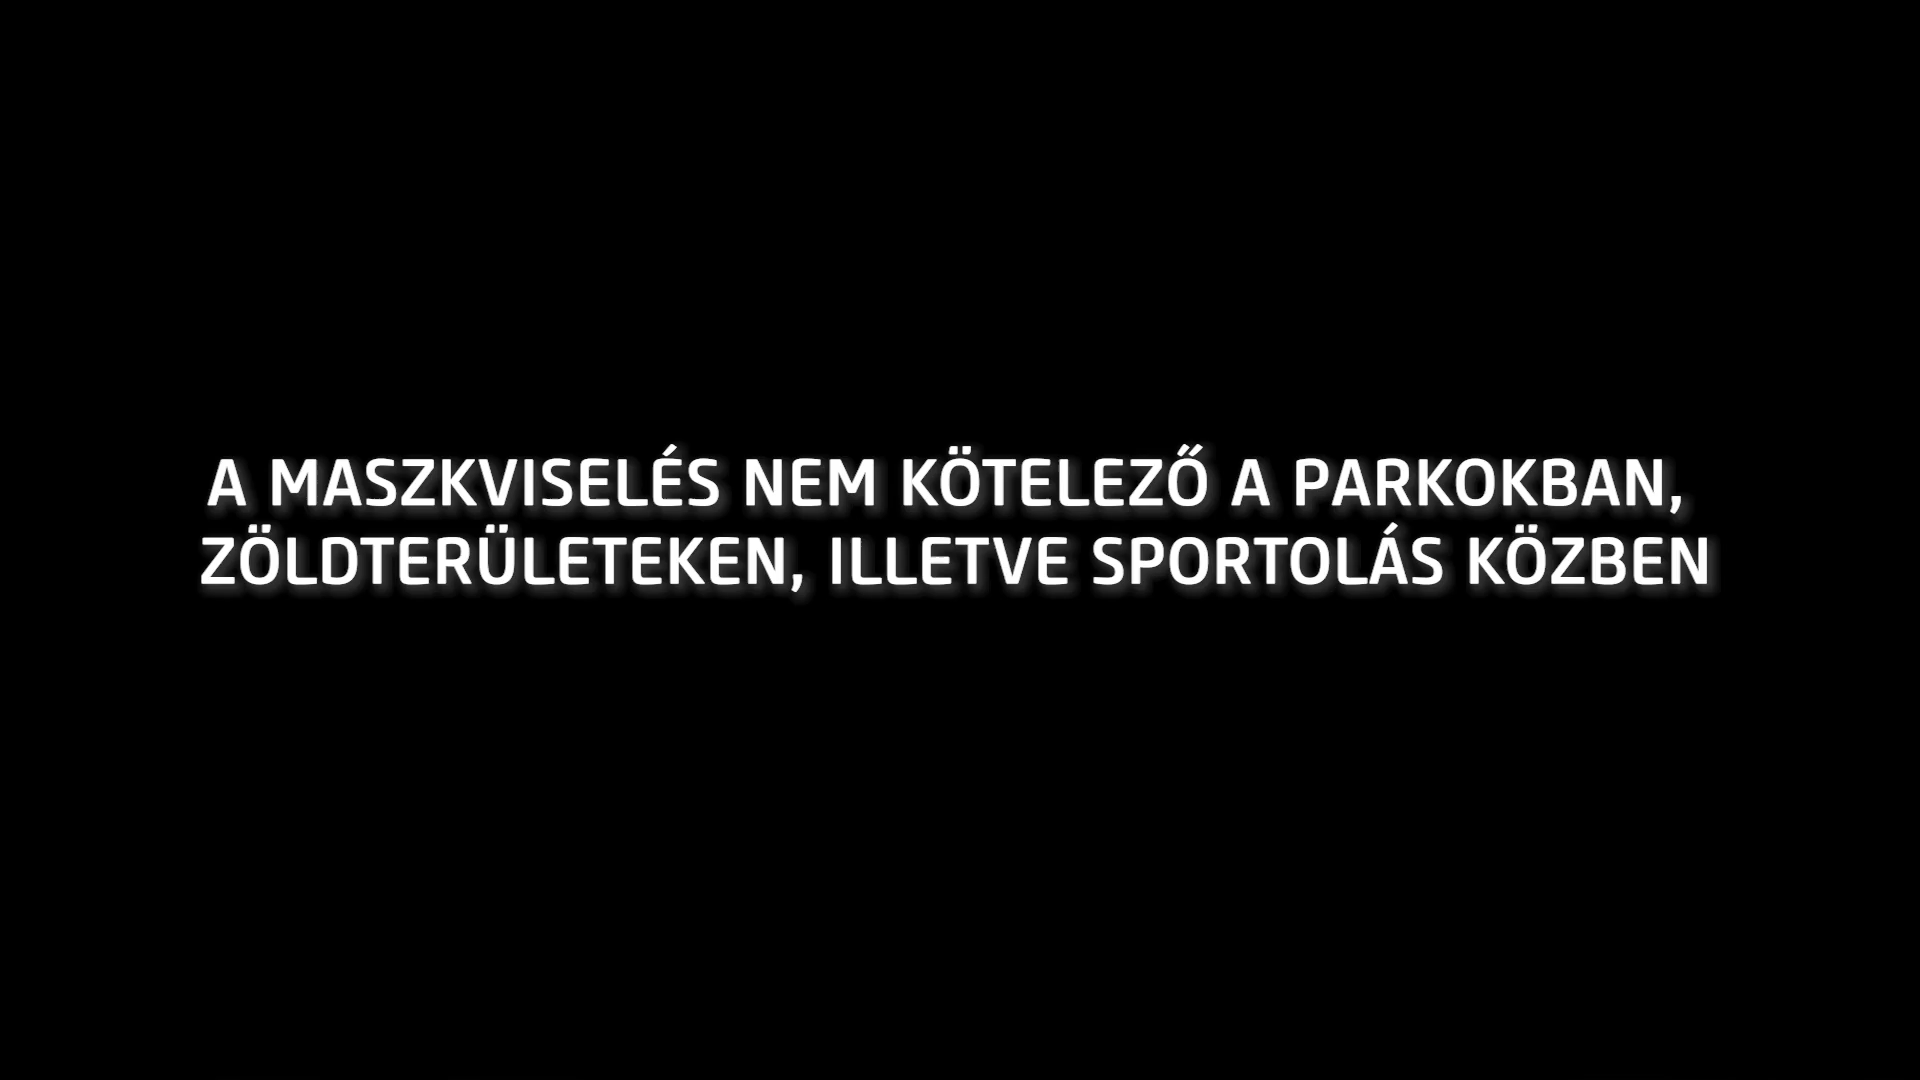 A MASZKVISELÉS NEM KÖTELEZŐ A PARKOKBAN,
ZÖLDTERÜLETEKEN, ILLETVE SPORTOLÁS KÖZBEN